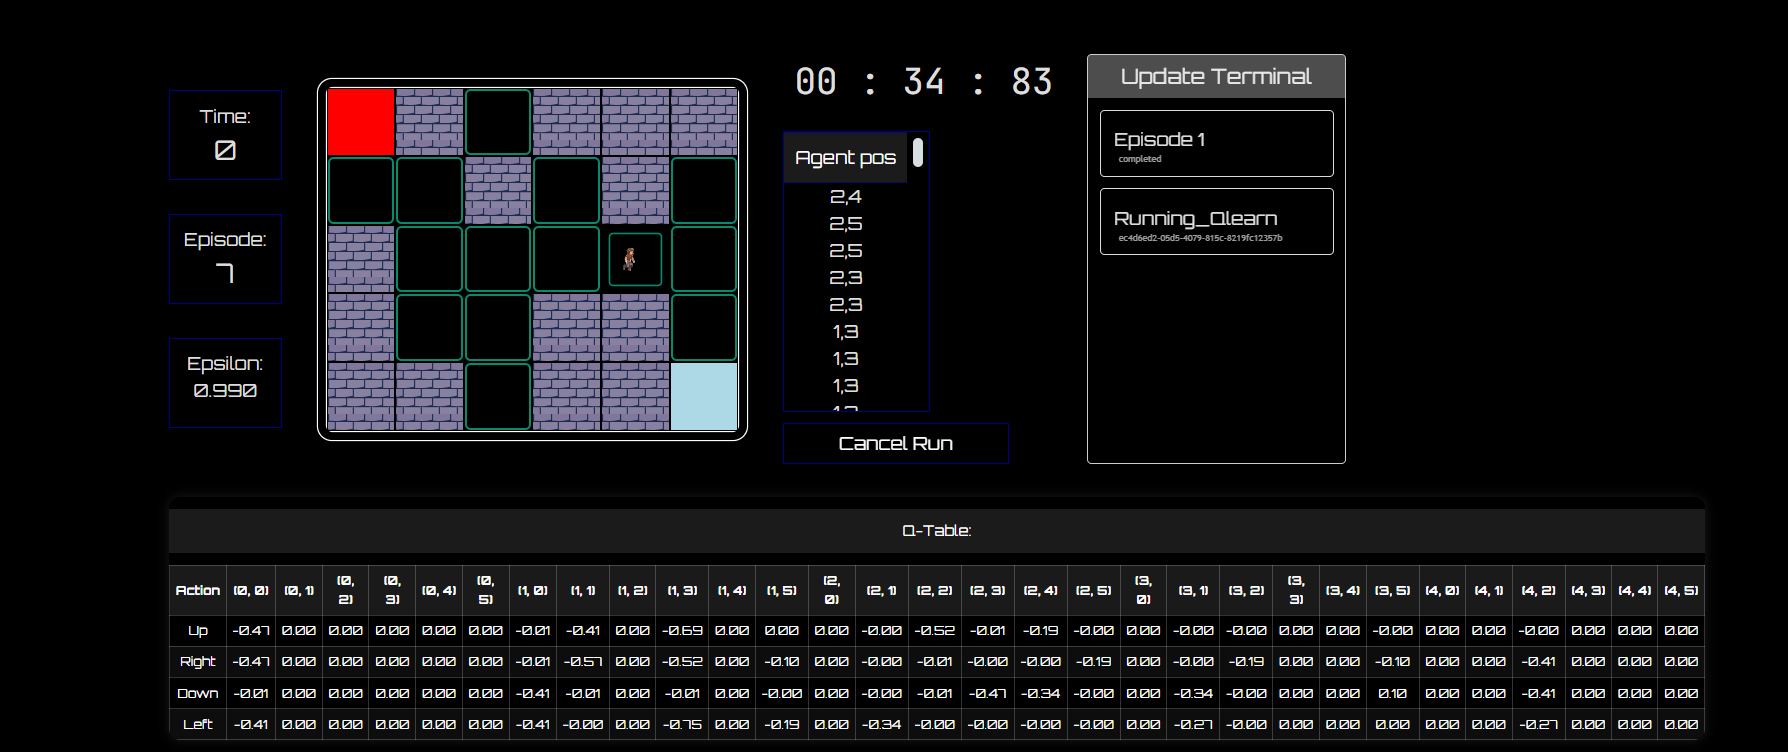 Time:
0
Episode:
7
Epsilon:
0.990
00 : 34 : 83
Agent pos
2,4
2,5
2,5
2,3
2,3
1,3
1,3
1,3
Cancel Run
Update Terminal
Episode 1
completed
Running_Qlearn
ec4d6ed2-05d5-4079-815c-8219fc12357b
Q-Table:
Action (0, 0) (0, 1) (0, 2) (0, 3) (0, 4) (0, 5) (1, 0) (1, 1) (1, 2) (1, 3) (1, 4) (1, 5) (2, 0) (2, 1) (2, 2) (2, 3) (2, 4) (2, 5) (3, 0) (3, 1) (3, 2) (3, 3) (3, 4) (3, 5) (4, 0) (4, 1) (4, 2) (4, 3) (4, 4) (4, 5)
Up -0.47 0.00 0.00 0.00 0.00 0.00 -0.01 -0.41 0.00 -0.69 0.00 0.00 0.00 -0.00 -0.52 -0.01 -0.19 -0.00 0.00 -0.00 -0.00 0.00 0.00 -0.00 0.00 0.00 -0.00 0.00 0.00 0.00
Right -0.47 0.00 0.00 0.00 0.00 0.00 -0.01 -0.57 0.00 -0.52 0.00 -0.10 0.00 -0.00 -0.01 -0.00 -0.00 -0.19 0.00 -0.00 -0.19 0.00 0.00 -0.10 0.00 0.00 -0.41 0.00 0.00 0.00
Down -0.01 0.00 0.00 0.00 0.00 0.00 -0.41 -0.01 0.00 -0.01 0.00 -0.00 0.00 -0.00 -0.01 -0.47 -0.34 -0.00 0.00 -0.34 -0.00 0.00 0.00 0.10 0.00 0.00 -0.41 0.00 0.00 0.00
Left -0.41 0.00 0.00 0.00 0.00 0.00 -0.41 -0.00 0.00 -0.75 0.00 -0.19 0.00 -0.34 -0.00 -0.00 -0.00 -0.00 0.00 -0.27 -0.00 0.00 0.00 0.00 0.00 0.00 -0.27 0.00 0.00 0.00